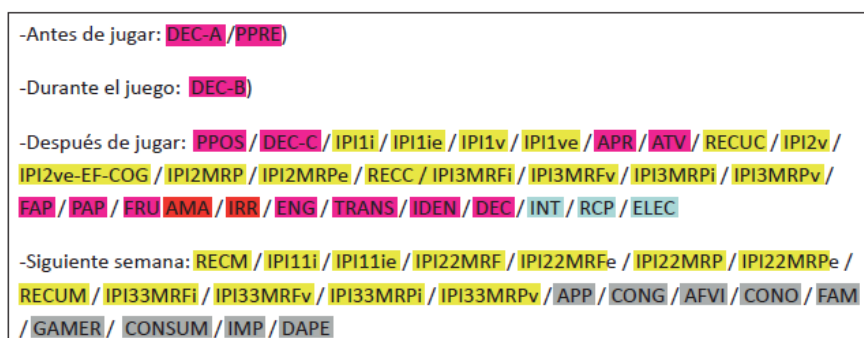 -Antes de jugar: DEC-A /PPRE)
-Durante el juego: DEC-B)
-Después de jugar: PPOS / DEC-C / IPI1i / IPI1ie / IPI1v / IPI1ve / APR / ATV / RECUC / IPI2v /
IPI2ve-EF-COG / IPI2MRP / IPI2MRPe / RECC / IPI3MRFi / IPI3MRFv / IPI3MRPi / IPI3MRPv /
FAP / PAP / FRU AMA / IRR / ENG / TRANS / IDEN / DEC / INT / RCP / ELEC
-Siguiente semana: RECM / IPI11i / IPI11ie / IPI22MRF / IPI22MRFe / IPI22MRP / IPI22MRPe /
RECUM / IPI33MRFi / IPI33MRFv / IPI33MRPi / IPI33MRPv / APP / CONG / AFVI / CONO / FAM
/ GAMER / CONSUM / IMP / DAPE